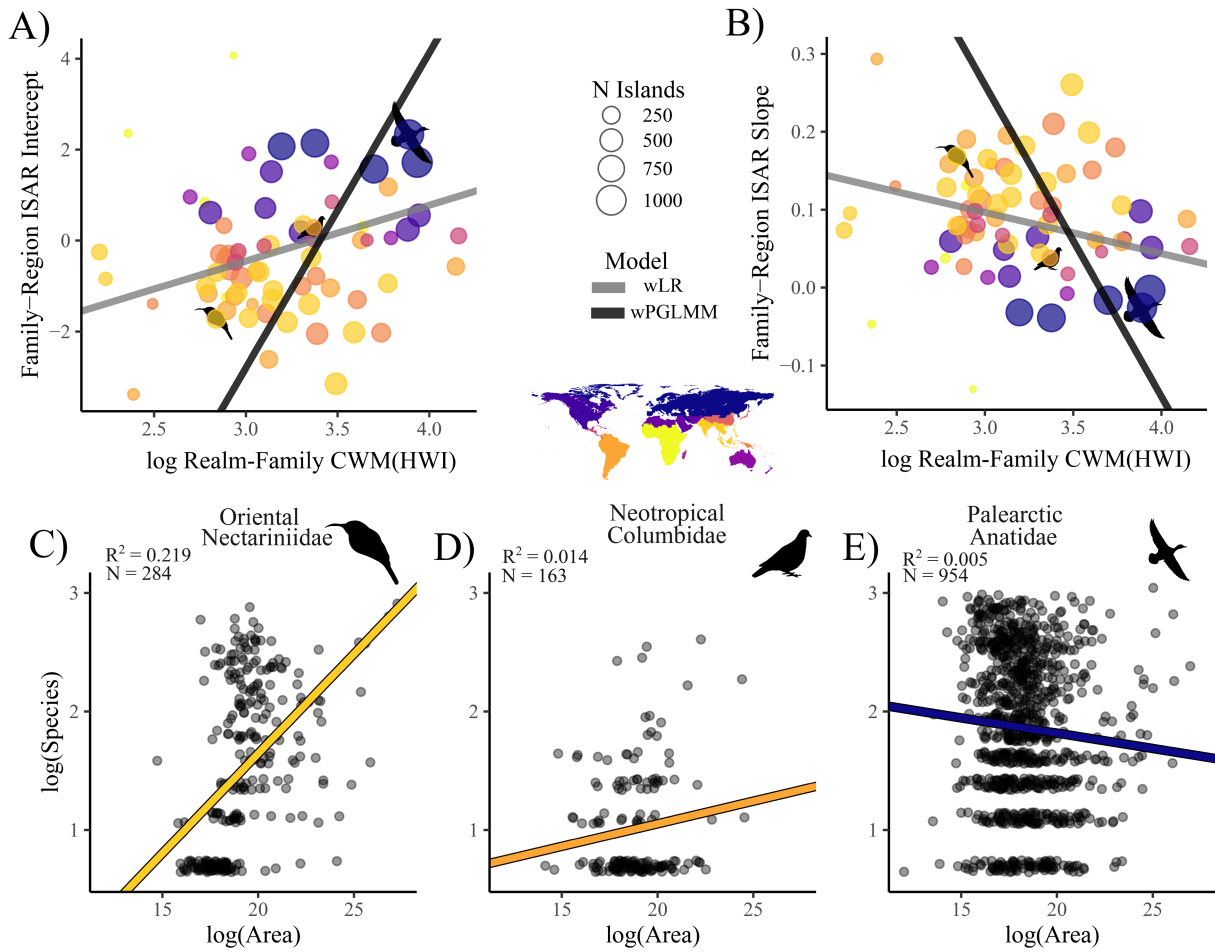 A)
Family−Region ISAR Intercept
4
2
0
−2
2.5
3.0
3.5
4.0
log Realm-Family CWM(HWI)
N Islands
250
500
750
1000
Model
wLR
wPGLMM
B)
Family−Region ISAR Slope
0.3
0.2
0.1
0.0
−0.1
2.5
3.0
3.5
4.0
log Realm-Family CWM(HWI)
C)
Oriental
Nectariniidae
R² = 0.219
N = 284
log(Species)
3
2
1
15
20
25
log(Area)
D)
Neotropical
Columbidae
R² = 0.014
N = 163
3
2
1
15
20
25
log(Area)
E)
Palearctic
Anatidae
R² = 0.005
N = 954
3
2
1
15
20
25
log(Area)